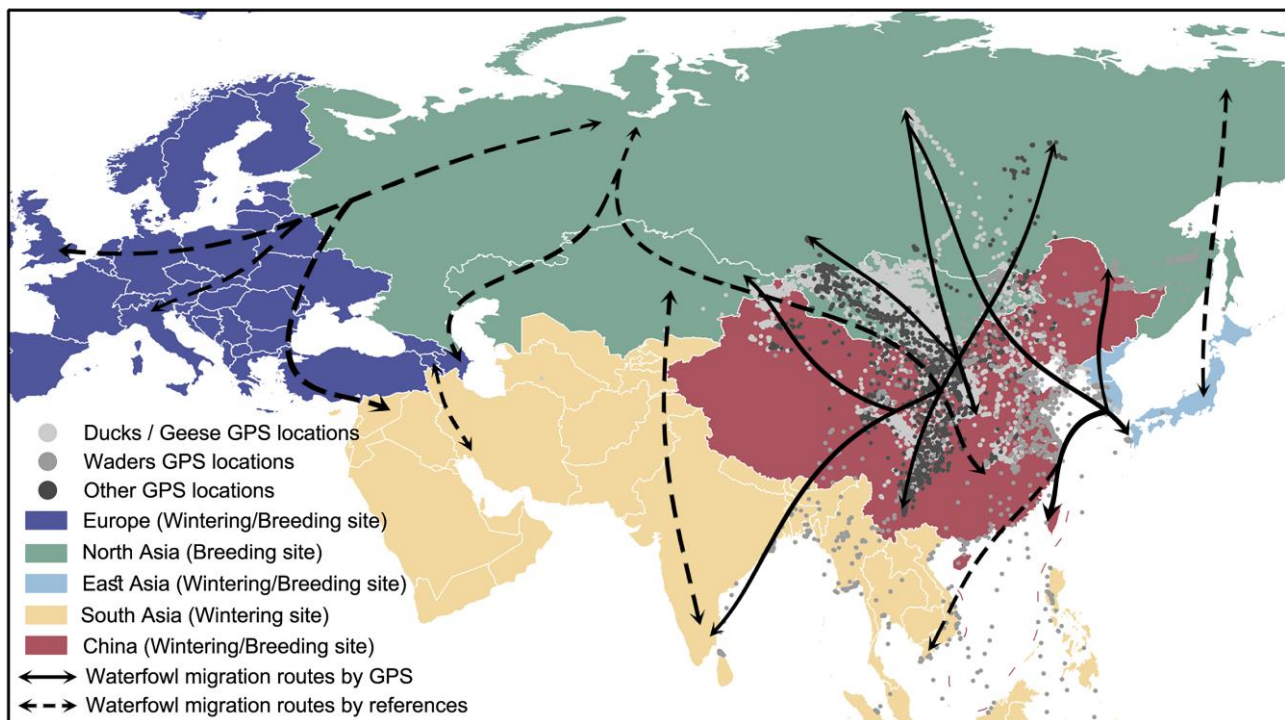 Ducks / Geese GPS locations
Waders GPS locations
Other GPS locations
Europe (Wintering/Breeding site)
North Asia (Breeding site)
East Asia (Wintering/Breeding site)
South Asia (Wintering site)
China (Wintering/Breeding site)
Waterfowl migration routes by GPS
Waterfowl migration routes by references